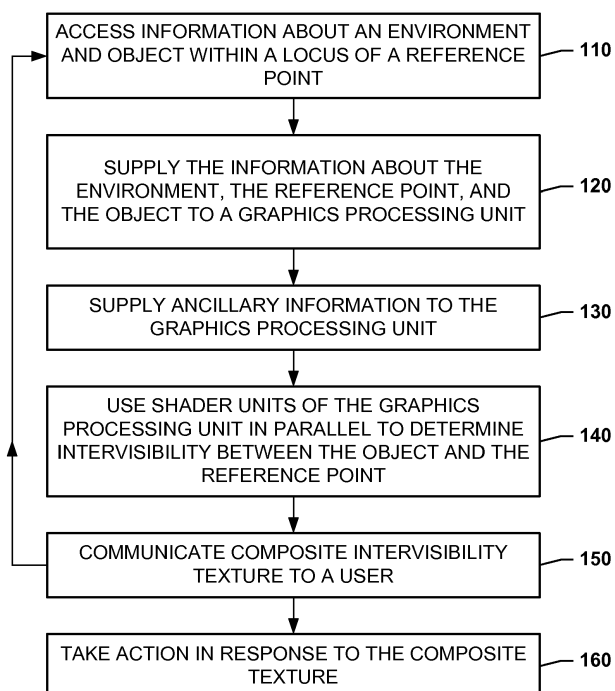 ACCESS INFORMATION ABOUT AN ENVIRONMENT
AND OBJECT WITHIN A LOCUS OF A REFERENCE
POINT
110
SUPPLY THE INFORMATION ABOUT THE
ENVIRONMENT, THE REFERENCE POINT, AND
THE OBJECT TO A GRAPHICS PROCESSING UNIT
120
SUPPLY ANCILLARY INFORMATION TO THE
GRAPHICS PROCESSING UNIT
130
USE SHADER UNITS OF THE GRAPHICS
PROCESSING UNIT IN PARALLEL TO DETERMINE
INTERVISIBILITY BETWEEN THE OBJECT AND THE
REFERENCE POINT
140
COMMUNICATE COMPOSITE INTERVISIBILITY
TEXTURE TO A USER
150
TAKE ACTION IN RESPONSE TO THE COMPOSITE
TEXTURE
160